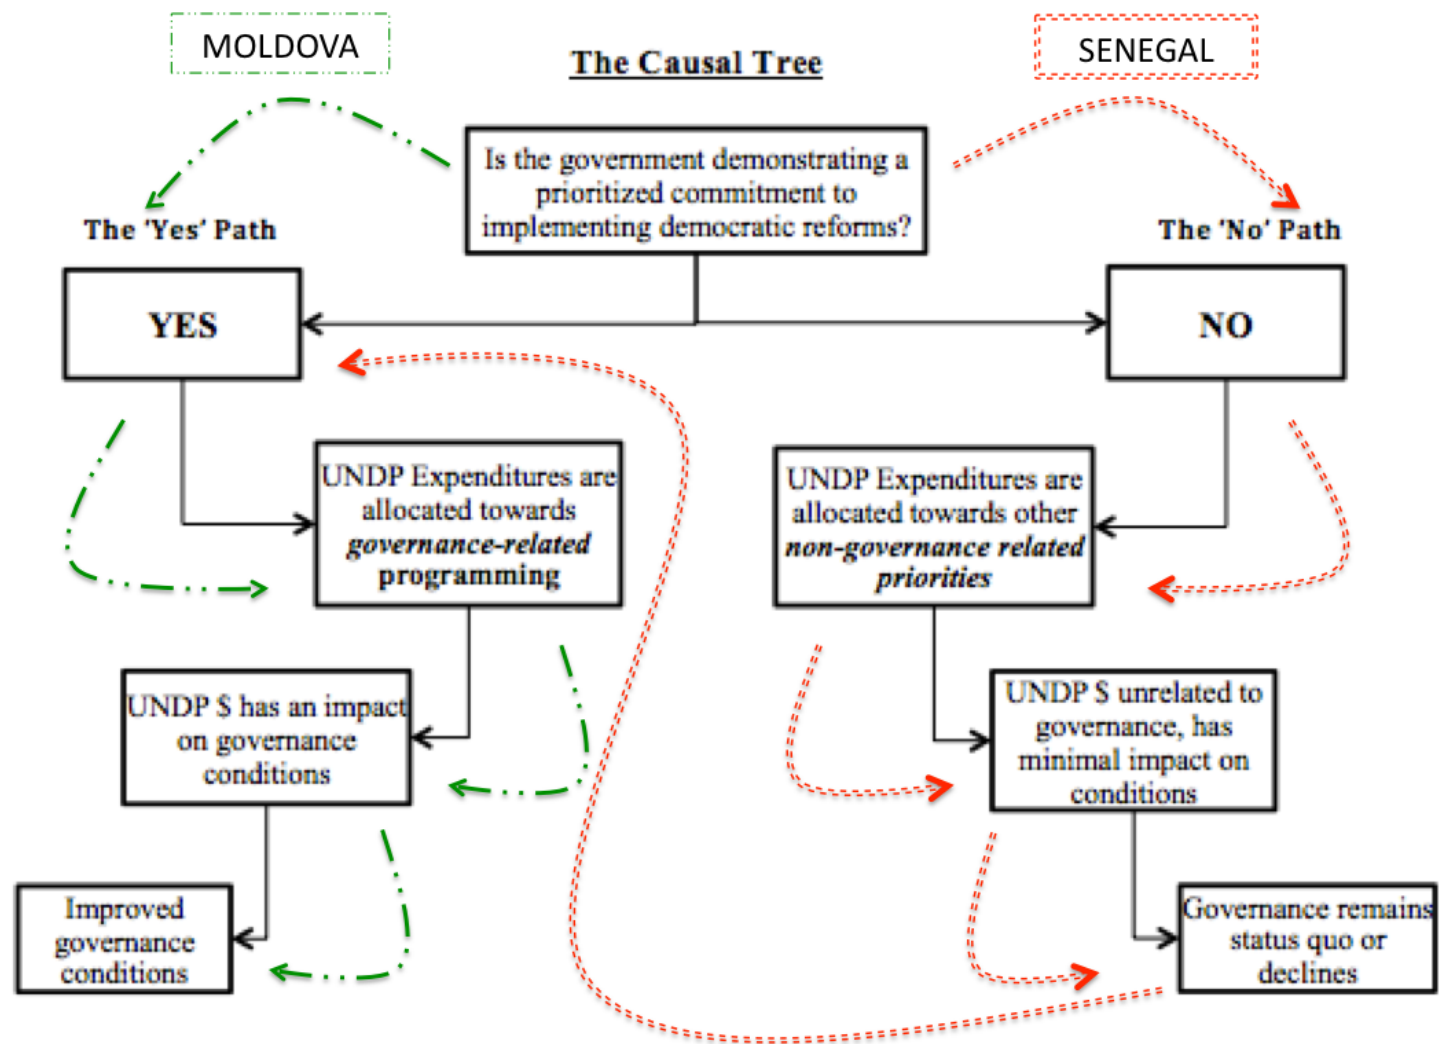 MOLDOVA
The Causal Tree
SENEGAL
Is the government demonstrating a
prioritized commitment to
implementing democratic reforms?
The 'Yes' Path
The 'No' Path
YES
NO
UNDP Expenditures are
allocated towards
governance-related
programming
UNDP Expenditures are
allocated towards other
non-governance related
priorities
UNDP $ has an impact
on governance
conditions
UNDP $ unrelated to
governance, has
minimal impact on
conditions
Improved
governance
conditions
Governance remains
status quo or
declines